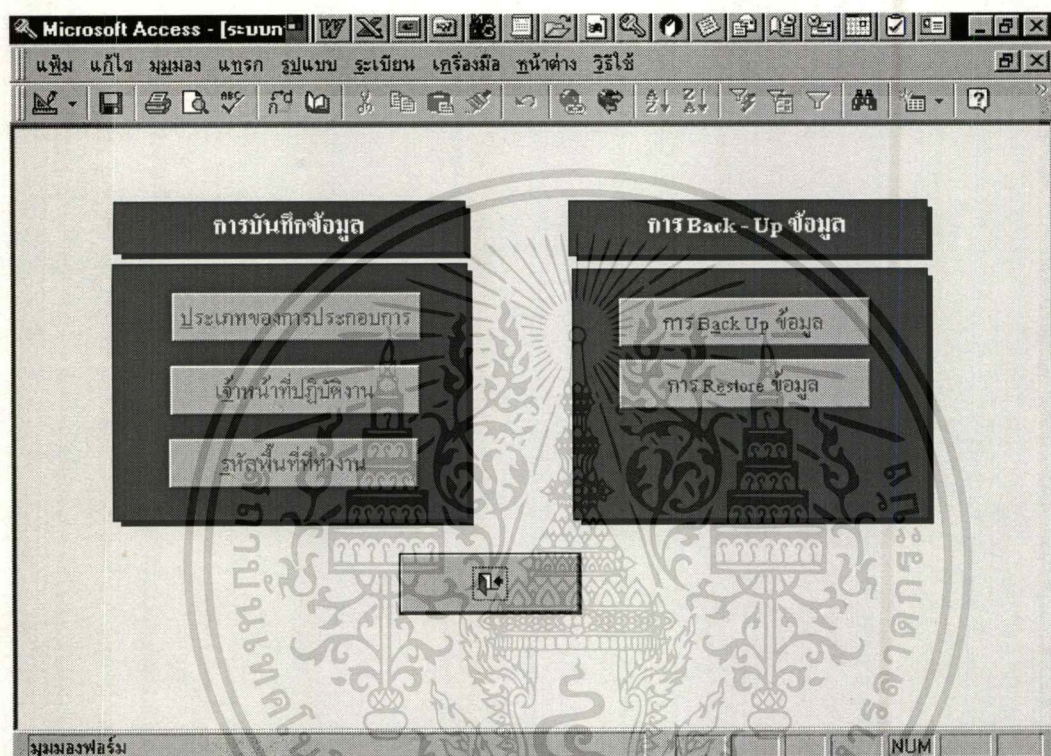 Microsoft Access - [ระบบก
แฟ้ม แก้ไข มุมมอง แทรก รูปแบบ ระเบียน เครื่องมือ หน้าต่าง วิธีใช้
การบันทึกข้อมูล
ประเภทของการประกอบการ
เจ้าหน้าที่ปฏิบัติงาน
รหัสพื้นที่ที่ทำงาน
การ Back - Up ข้อมูล
การ Back Up ข้อมูล
การ Restore ข้อมูล
มุมมองฟอร์ม
NUM